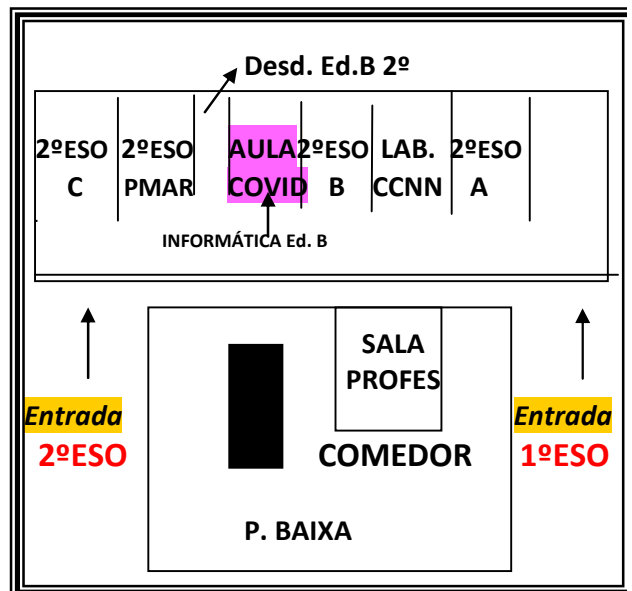 Desd. Ed.B 2º
2ºESO C
2ºESO PMAR
AULA COVID
2ºESO B
LAB. CCNN
2ºESO A
INFORMÁTICA Ed. B
SALA
PROFES
Entrada
2ºESO
COMEDOR
Entrada
1ºESO
P. BAIXA